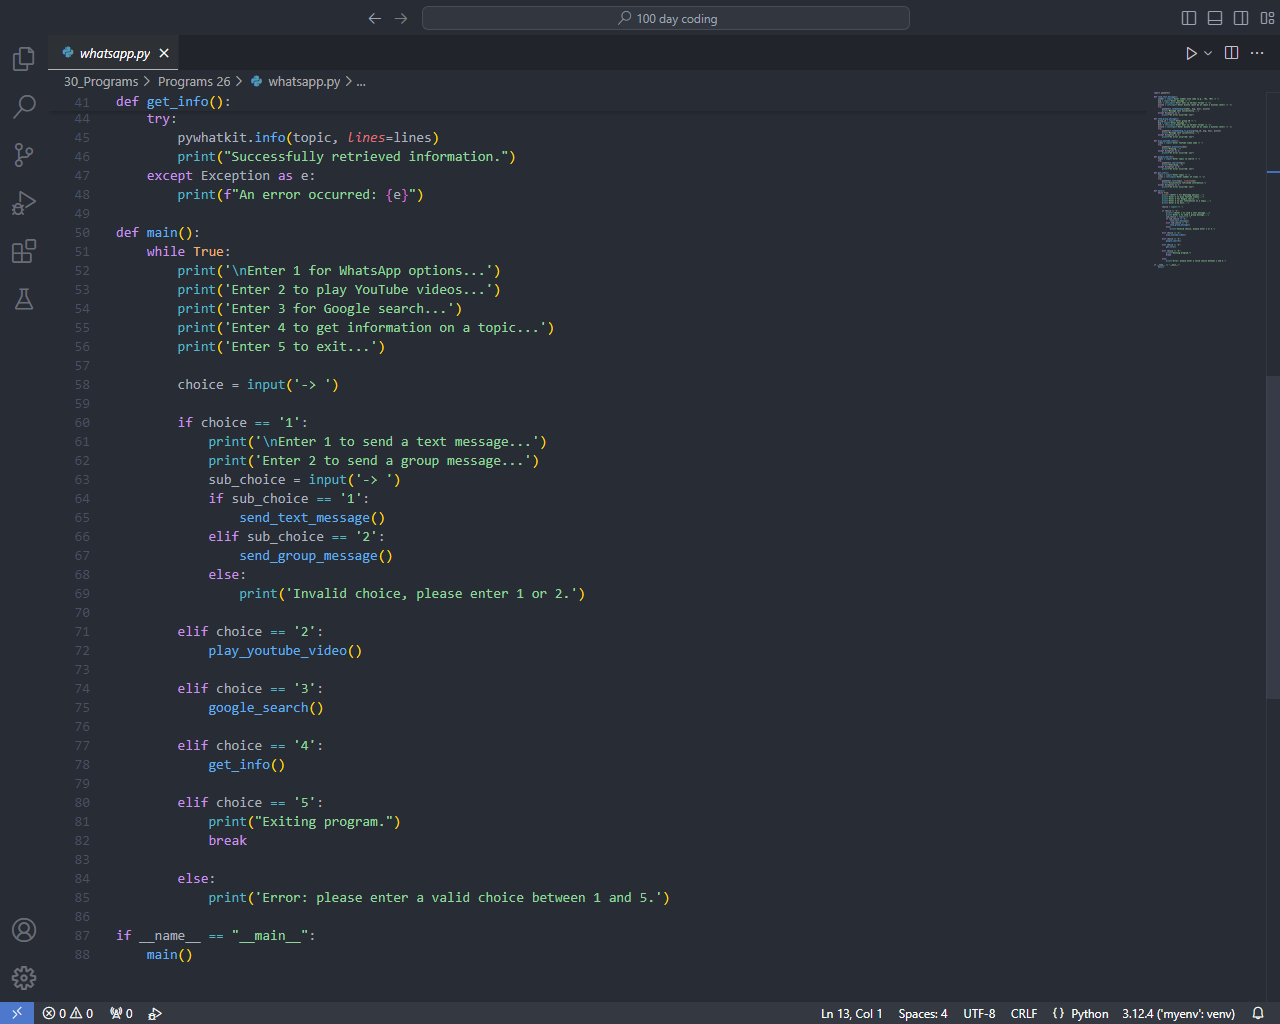 100 day coding
whatsapp.py
30_Programs > Programs 26 > whatsapp.py > ...
41 def get_info():
44     try:
45         pywhatkit.info(topic, lines=lines)
46         print("Successfully retrieved information.")
47     except Exception as e:
48         print(f"An error occurred: {e}")
49
50 def main():
51     while True:
52         print('\nEnter 1 for WhatsApp options...')
53         print('Enter 2 to play YouTube videos...')
54         print('Enter 3 for Google search...')
55         print('Enter 4 to get information on a topic...')
56         print('Enter 5 to exit...')
57
58         choice = input('-> ')
59
60         if choice == '1':
61             print('\nEnter 1 to send a text message...')
62             print('Enter 2 to send a group message...')
63             sub_choice = input('-> ')
64             if sub_choice == '1':
65                 send_text_message()
66             elif sub_choice == '2':
67                 send_group_message()
68             else:
69                 print('Invalid choice, please enter 1 or 2.')
70
71         elif choice == '2':
72             play_youtube_video()
73
74         elif choice == '3':
75             google_search()
76
77         elif choice == '4':
78             get_info()
79
80         elif choice == '5':
81             print("Exiting program.")
82             break
83
84         else:
85             print('Error: please enter a valid choice between 1 and 5.')
86
87 if __name__ == "__main__":
88     main()
0 0 0 Ln 13, Col 1 Spaces: 4 UTF-8 CRLF {} Python 3.12.4 ('myenv': venv)